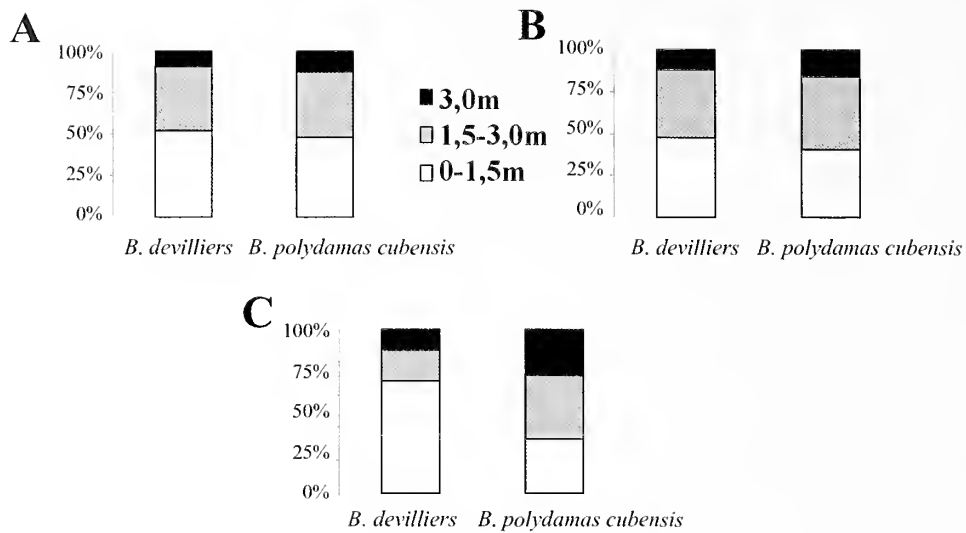 A
100%
75%
50%
25%
0%
B. devilliers B. polydamas cubensis
3,0m
1,5-3,0m
0-1,5m
B
100%
75%
50%
25%
0%
B. devilliers B. polydamas cubensis
C
100%
75%
50%
25%
0%
B. devilliers B. polydamas cubensis